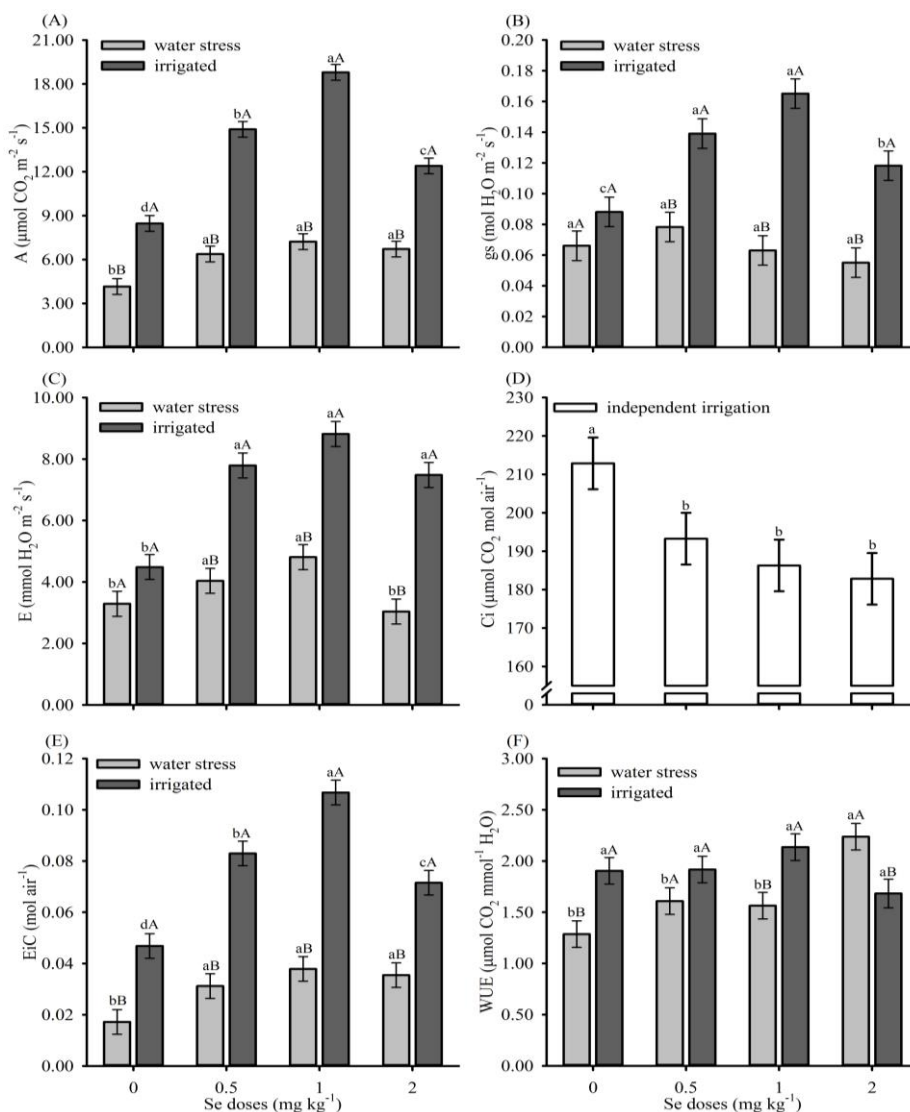 (A)
water stress
irrigated
A (µmol CO₂ m⁻² s⁻¹)
21.00
18.00
15.00
12.00
9.00
6.00
3.00
0.00
bB
dA
aB
bA
aB
aA
aB
cA
(B)
water stress
irrigated
gs (mol H₂O m⁻² s⁻¹)
0.20
0.18
0.16
0.14
0.12
0.10
0.08
0.06
0.04
0.02
0.00
aA
cA
aB
aA
aB
aA
aB
bA
(C)
water stress
irrigated
E (mmol H₂O m⁻² s⁻¹)
10.00
8.00
6.00
4.00
2.00
0.00
bA
bA
aB
aA
aB
aA
bB
aA
(D)
independent irrigation
Ci (µmol CO₂ mol air⁻¹)
230
220
210
200
190
180
170
160
0
a
b
b
b
(E)
water stress
irrigated
EiC (mol air⁻¹)
0.12
0.10
0.08
0.06
0.04
0.02
0.00
bB
dA
aB
bA
aB
aA
aB
cA
0
0.5
1
2
Se doses (mg kg⁻¹)
(F)
water stress
irrigated
WUE (µmol CO₂ mmol⁻¹ H₂O)
3.00
2.50
2.00
1.50
1.00
0.50
0.00
bB
aA
bA
aA
bB
aA
aA
aB
0
0.5
1
2
Se doses (mg kg⁻¹)